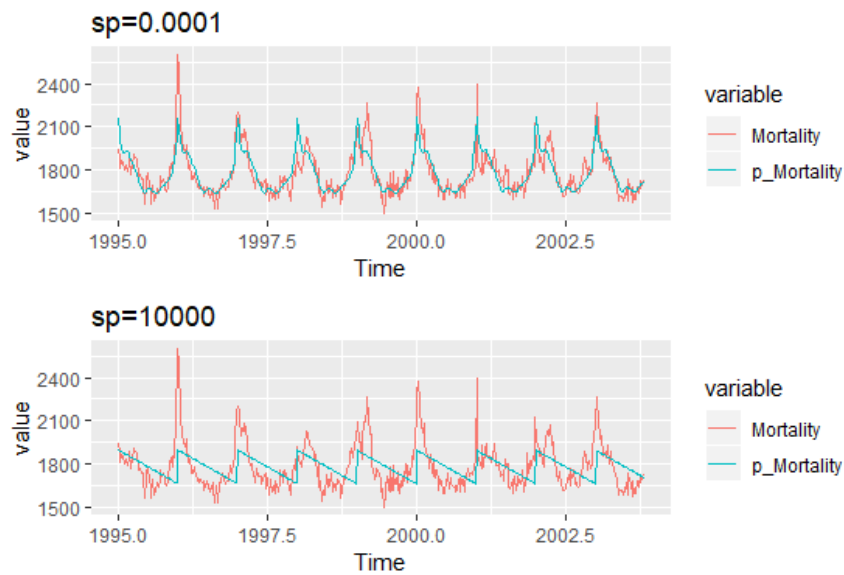 sp=0.0001
value
2400
2100
1800
1500
1995.0 1997.5 2000.0 2002.5
Time
variable
Mortality
p_Mortality
sp=10000
value
2400
2100
1800
1500
1995.0 1997.5 2000.0 2002.5
Time
variable
Mortality
p_Mortality